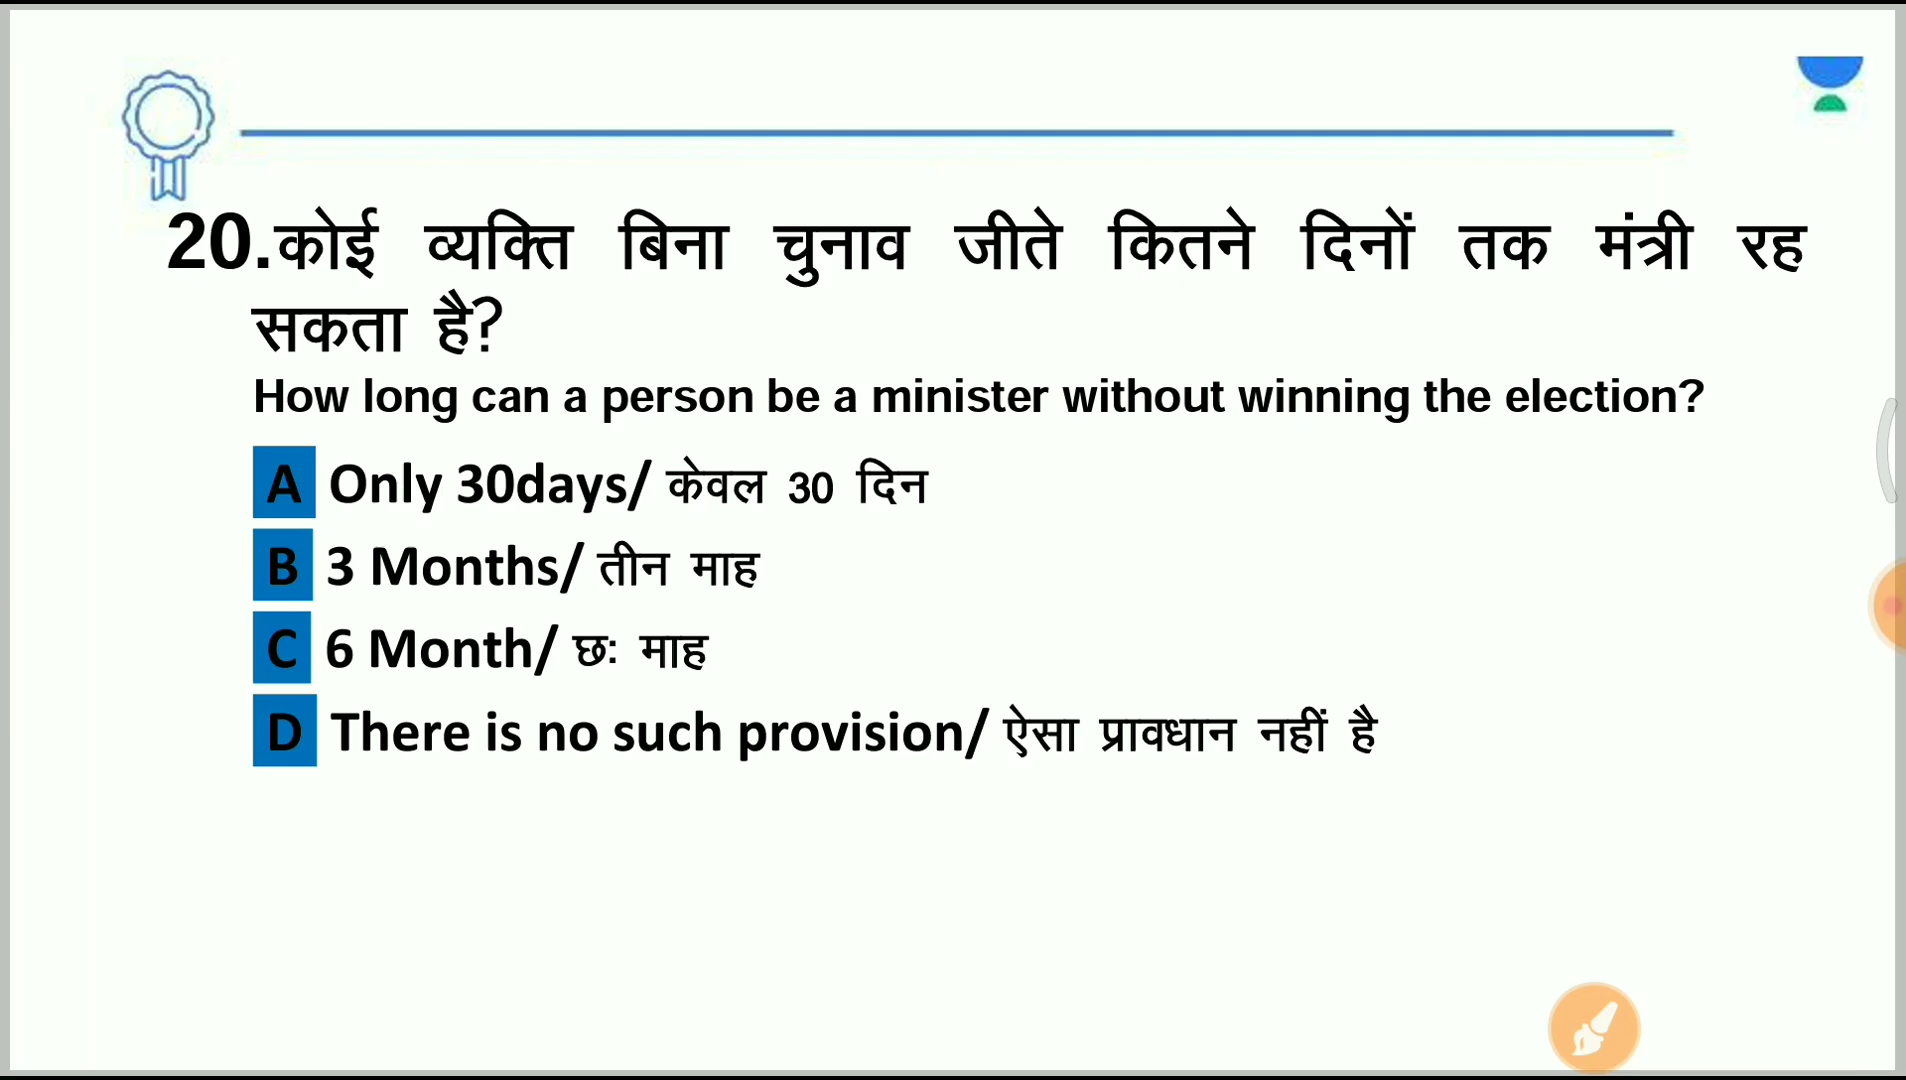 20.कोई व्यक्ति बिना चुनाव जीते कितने दिनों तक मंत्री रह
सकता है?
How long can a person be a minister without winning the election?
A Only 30days/ केवल 30 दिन
B 3 Months/ तीन माह
C 6 Month/ छः माह
D There is no such provision/ ऐसा प्रावधान नहीं है